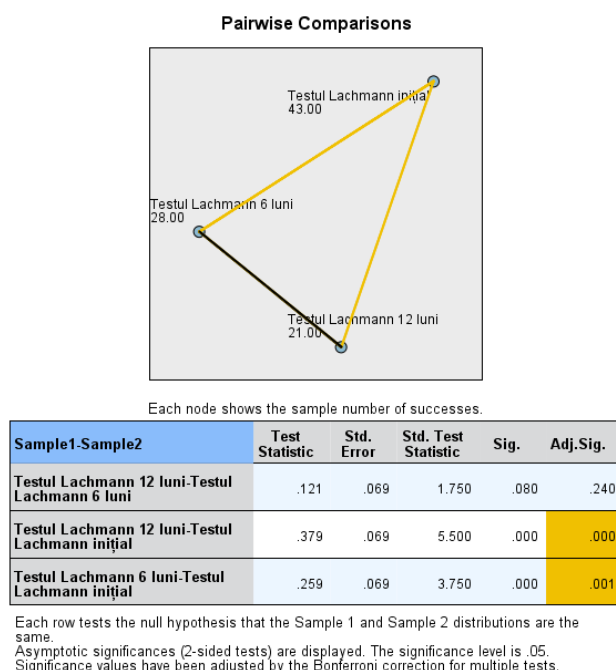 Pairwise Comparisons
Testul Lachmann inițial
43.00
Testul Lachmann 6 luni
28.00
Testul Lachmann 12 luni
21.00
Each node shows the sample number of successes.
Sample1-Sample2 Test Statistic Std. Error Std. Test Statistic Sig. Adj.Sig.
Testul Lachmann 12 luni-Testul
Lachmann 6 luni .121 .069 1.750 .080 .240
Testul Lachmann 12 luni-Testul
Lachmann inițial .379 .069 5.500 .000 .000
Testul Lachmann 6 luni-Testul
Lachmann inițial .259 .069 3.750 .000 .001
Each row tests the null hypothesis that the Sample 1 and Sample 2 distributions are the
same.
Asymptotic significances (2-sided tests) are displayed. The significance level is .05.
Significance values have been adjusted by the Bonferroni correction for multiple tests.